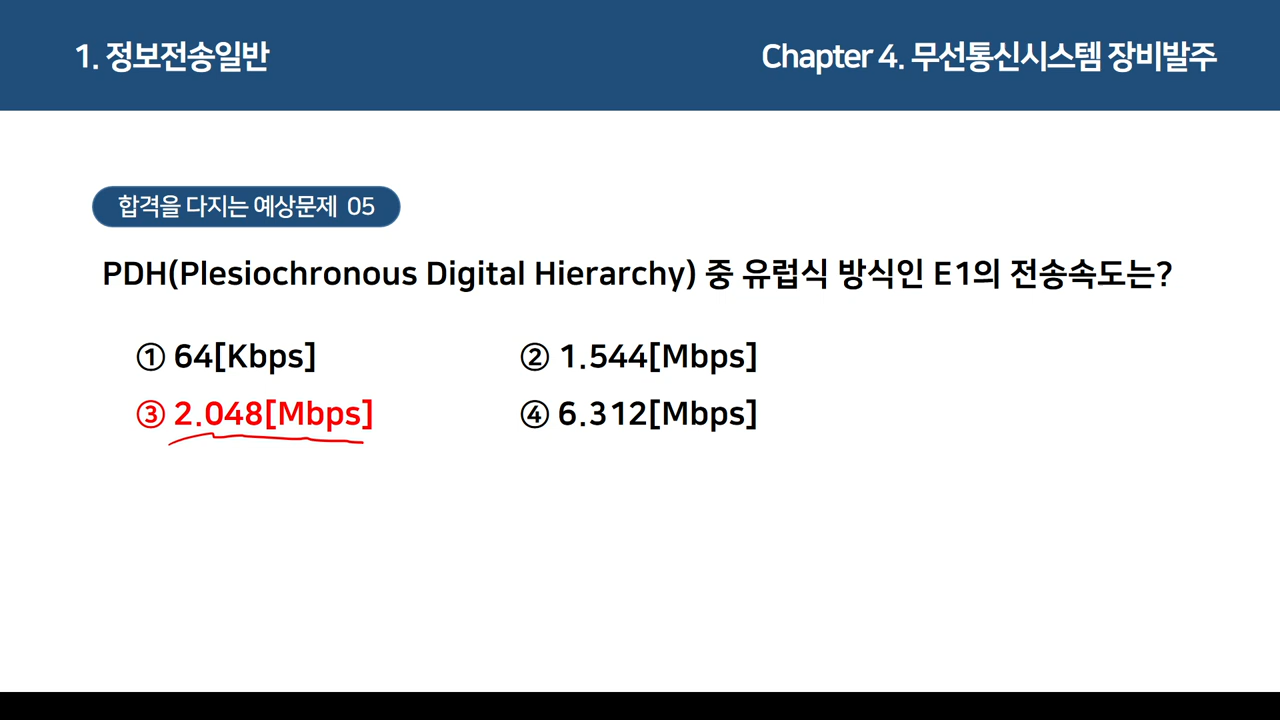 1. 정보전송일반
Chapter 4. 무선통신시스템 장비발주
합격을 다지는 예상문제 05
PDH(Plesiochronous Digital Hierarchy) 중 유럽식 방식인 E1의 전송속도는?
① 64[Kbps]
② 1.544[Mbps]
③ 2.048[Mbps]
④ 6.312[Mbps]